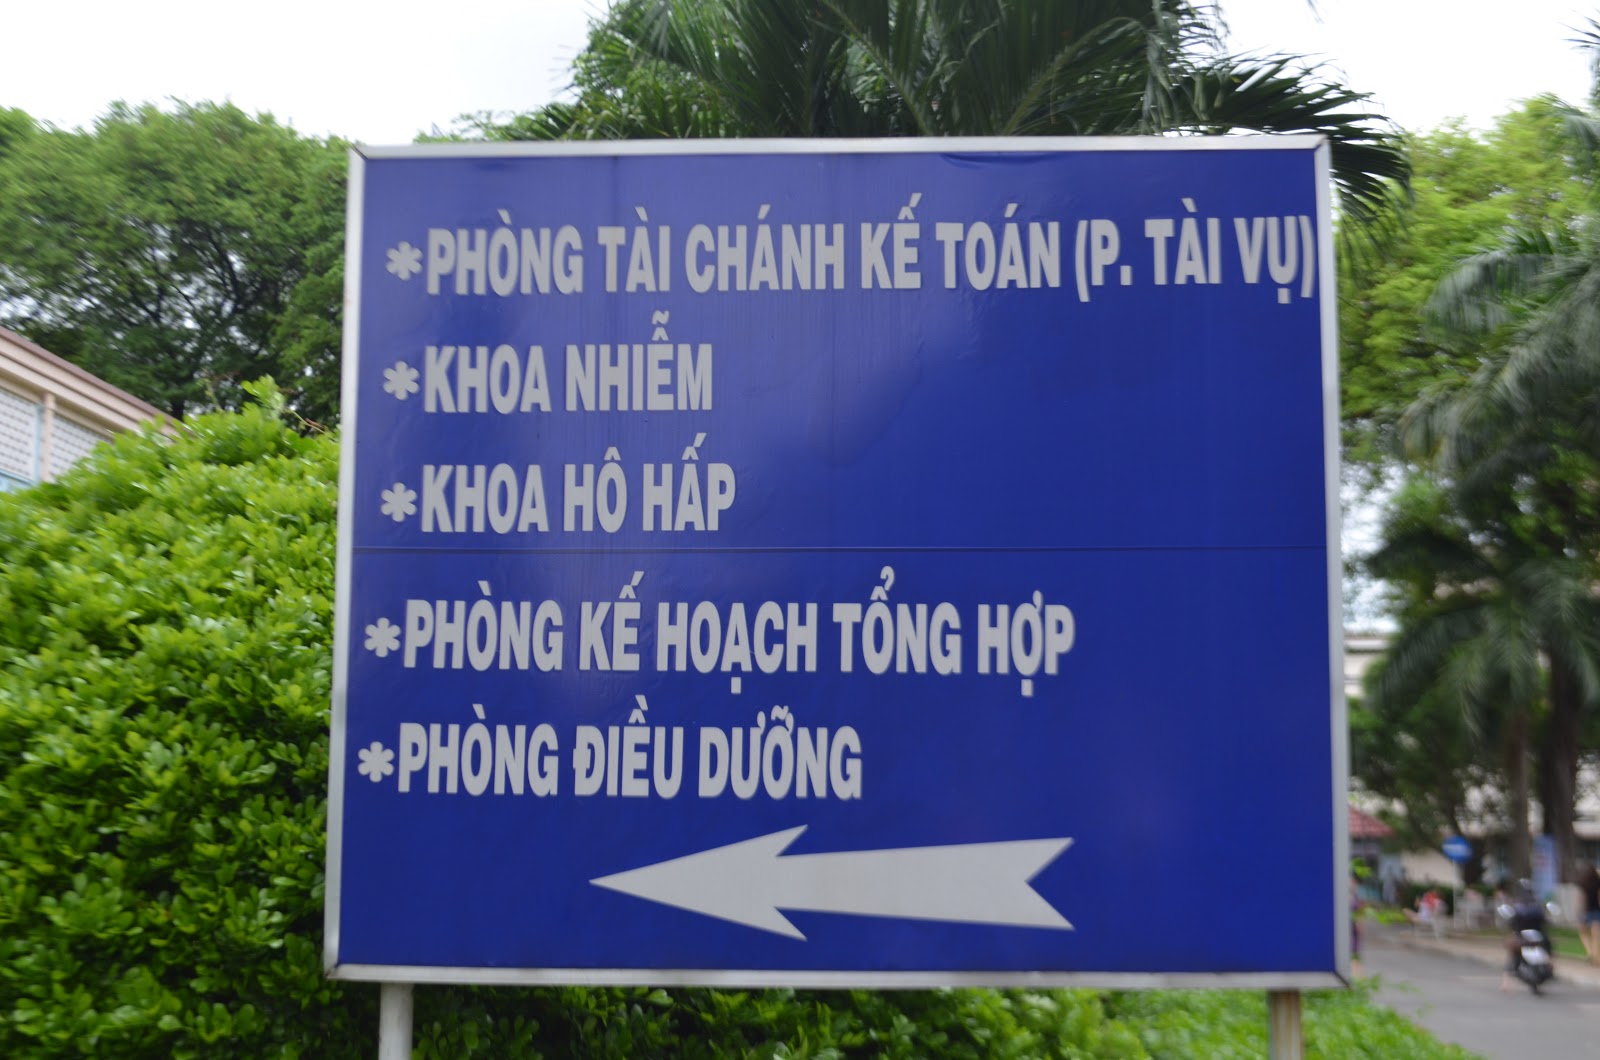 *PHÒNG TÀI CHÁNH KẾ TOÁN (P. TÀI VỤ)
*KHOA NHIỄM
*KHOA HÔ HẤP
*PHÒNG KẾ HOẠCH TỔNG HỢP
*PHÒNG ĐIỀU DƯỠNG